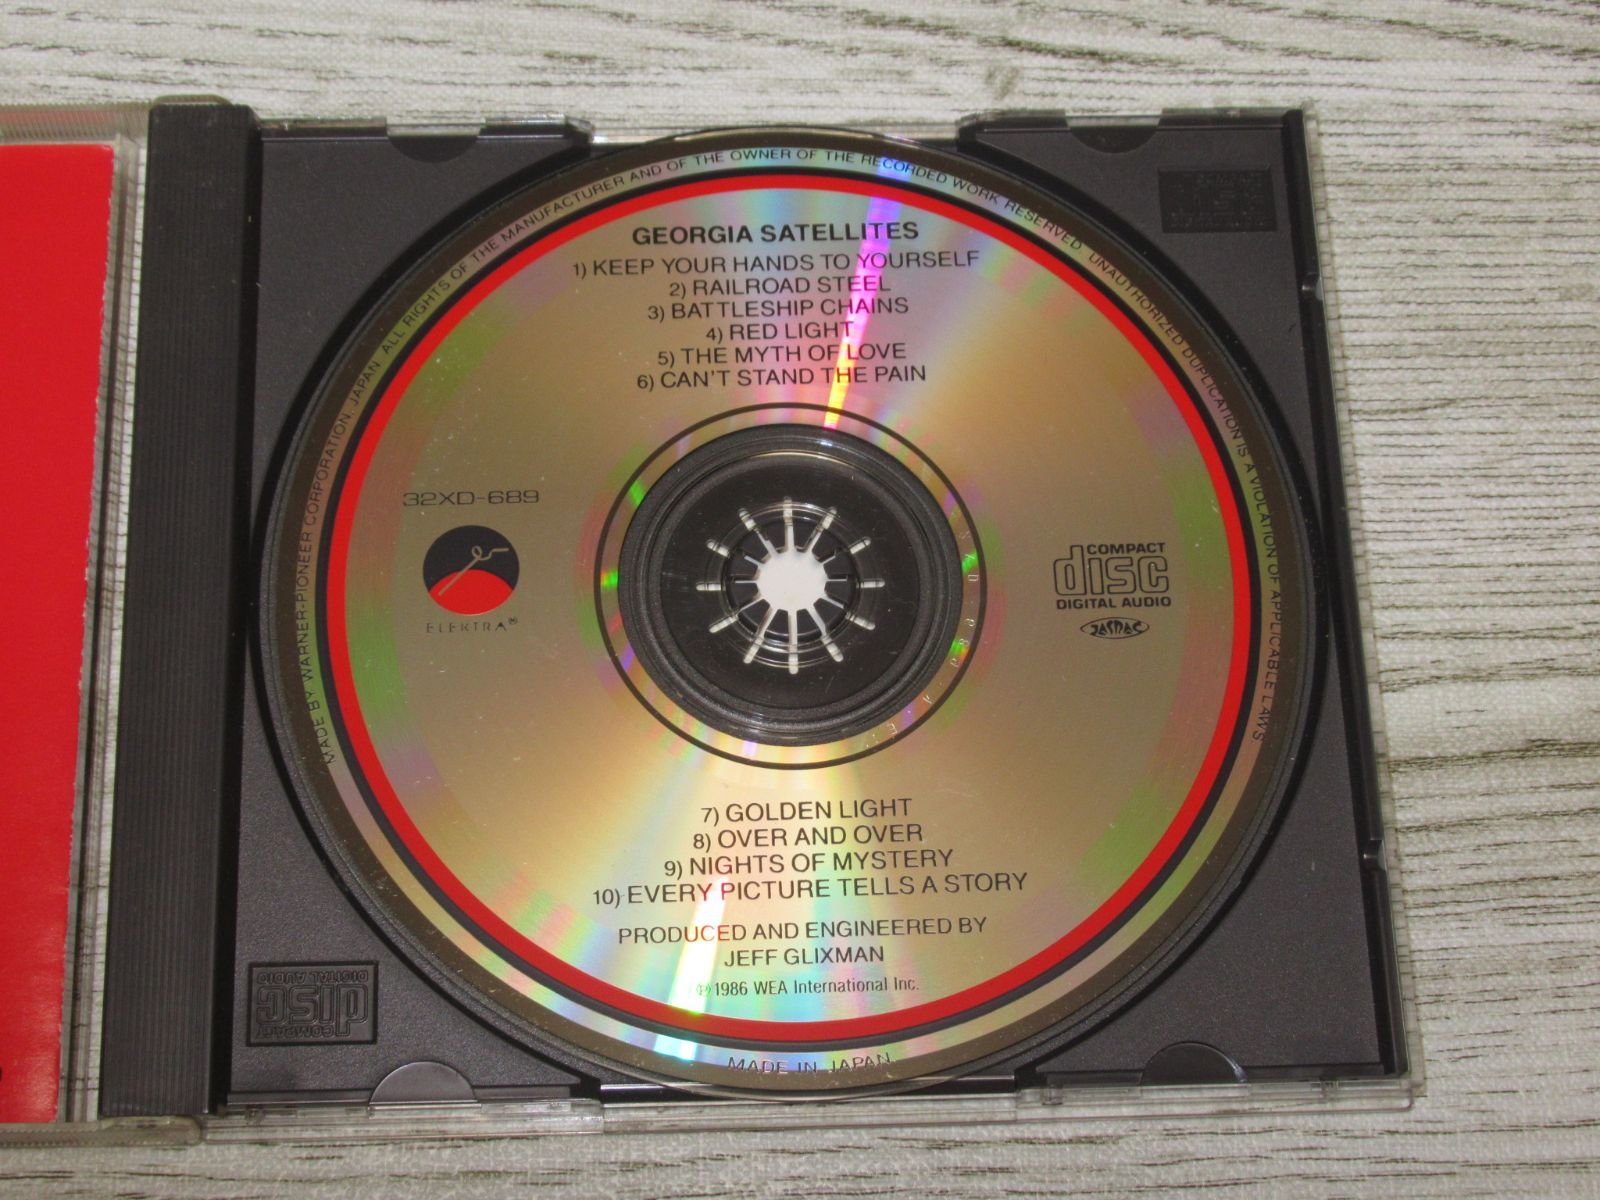 MADE BY WARNER-PIONEER CORPORATION, JAPAN ALL RIGHTS OF THE MANUFACTURER AND OF THE OWNER OF THE RECORDED WORK RESERVED. UNAUTHORIZED DUPLICATION IS A VIOLATION OF APPLICABLE LAWS.
GEORGIA SATELLITES
1) KEEP YOUR HANDS TO YOURSELF
2) RAILROAD STEEL
3) BATTLESHIP CHAINS
4) RED LIGHT
5) THE MYTH OF LOVE
6) CAN'T STAND THE PAIN
32XD-689
ELEKTRA
COMPACT
disc
DIGITAL AUDIO
JASRAC
7) GOLDEN LIGHT
8) OVER AND OVER
9) NIGHTS OF MYSTERY
10) EVERY PICTURE TELLS A STORY
PRODUCED AND ENGINEERED BY
JEFF GLIXMAN
℗1986 WEA International Inc.
MADE IN JAPAN
COMPACT
disc
DIGITAL AUDIO